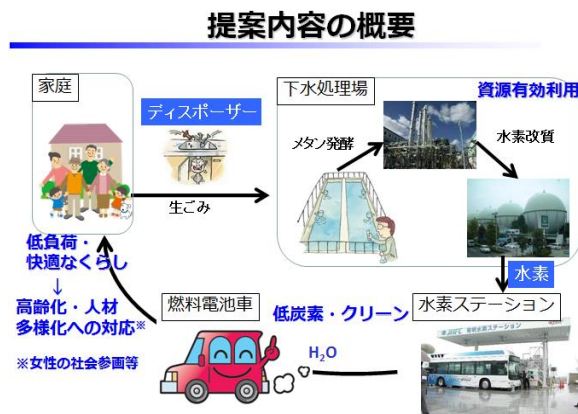 提案内容の概要
家庭
ディスポーザー
下水処理場
資源有効利用
メタン発酵
水素改質
生ごみ
低負荷・
快適なくらし
↓
高齢化・人材
多様化への対応※
※女性の社会参画等
燃料電池車
低炭素・クリーン
H₂O
水素
水素ステーション